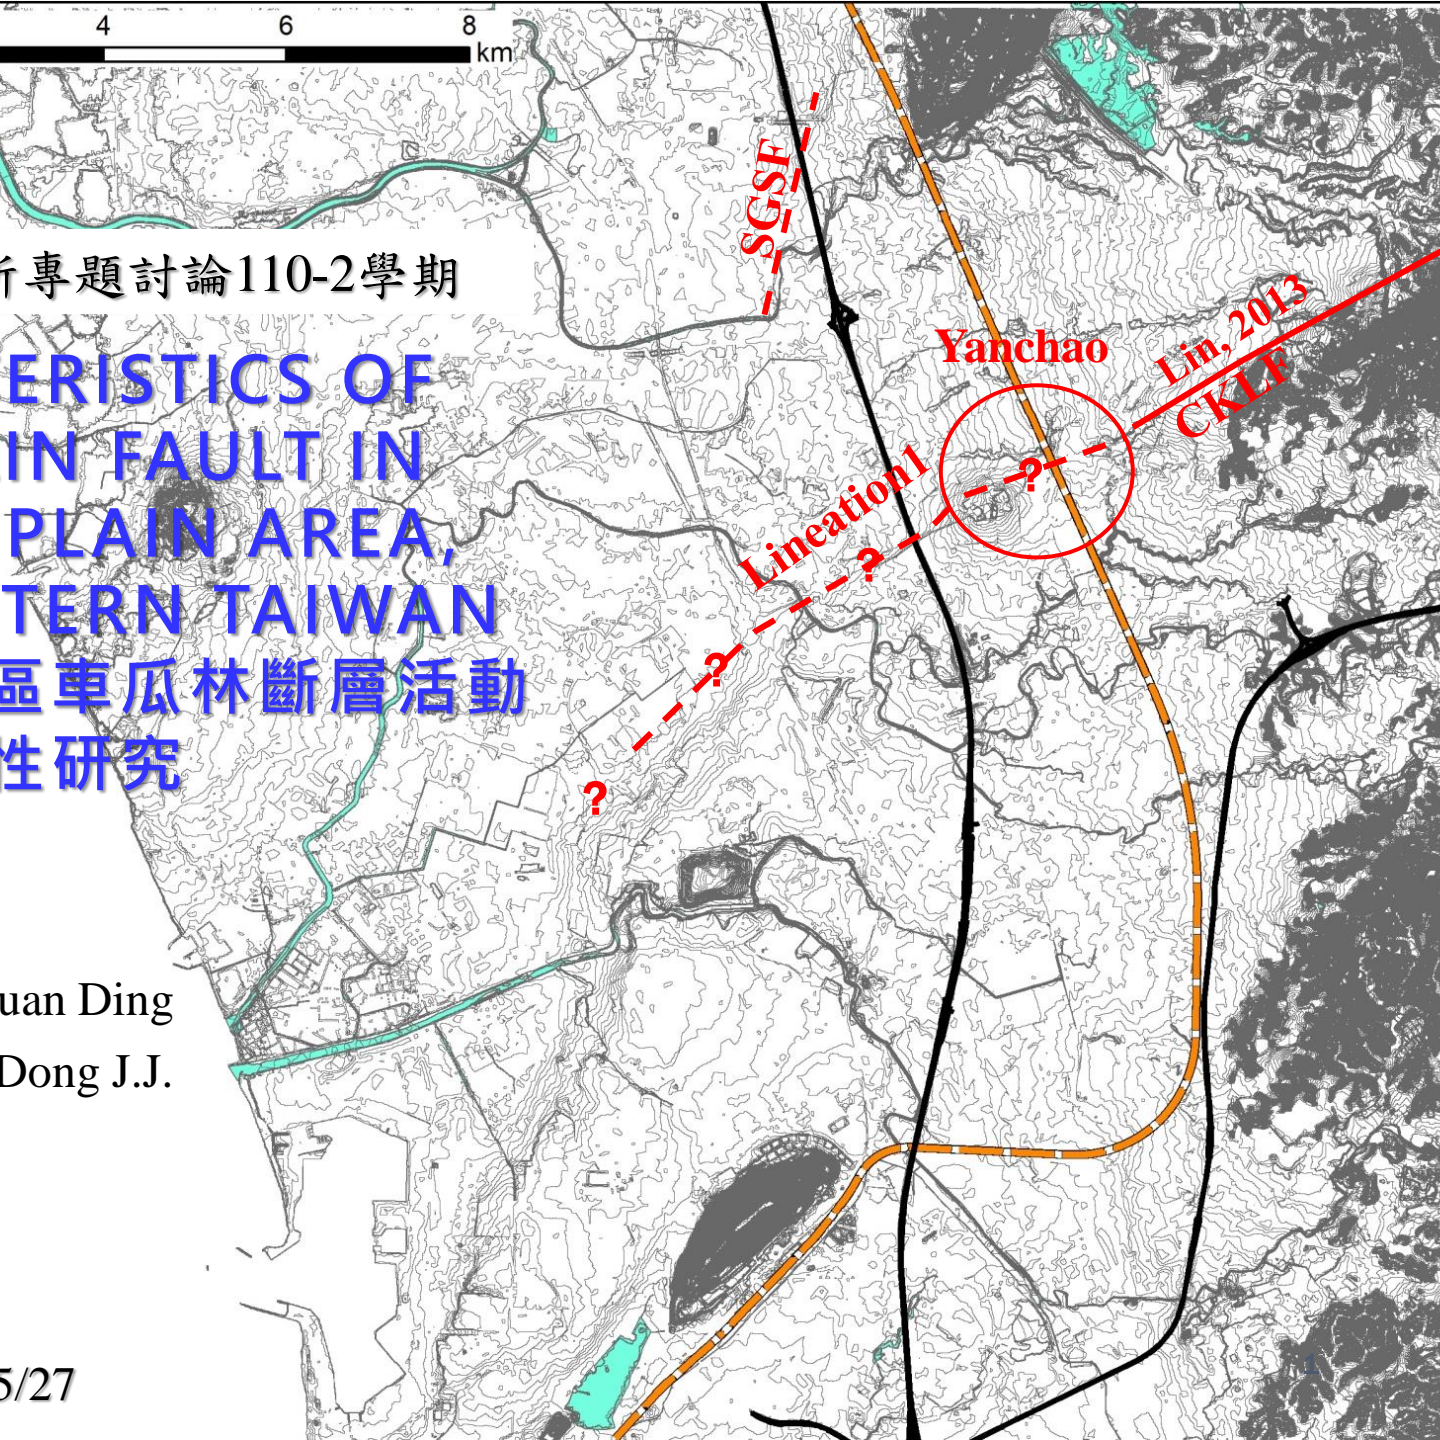 4 6 8 km
所專題討論110-2學期
ERISTICS OF
IN FAULT IN
PLAIN AREA,
TERN TAIWAN
區車瓜林斷層活動
性研究
uan Ding
Dong J.J.
5/27
SGSF
Yanchao
Lin, 2013
CKLF
Lineation1
?
?
?
?
1